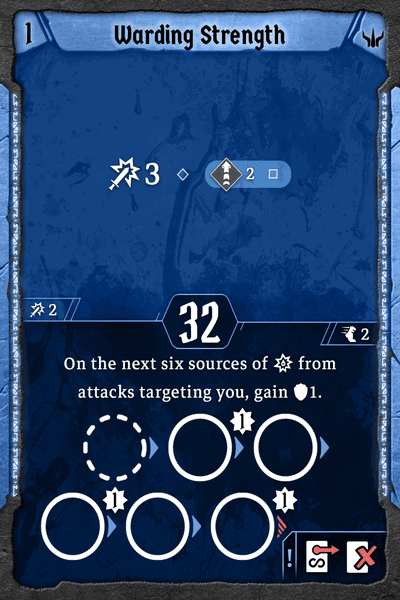 1 Warding Strength
3 2
2
32
2
On the next six sources of from
attacks targeting you, gain 1.
1
1 1
!